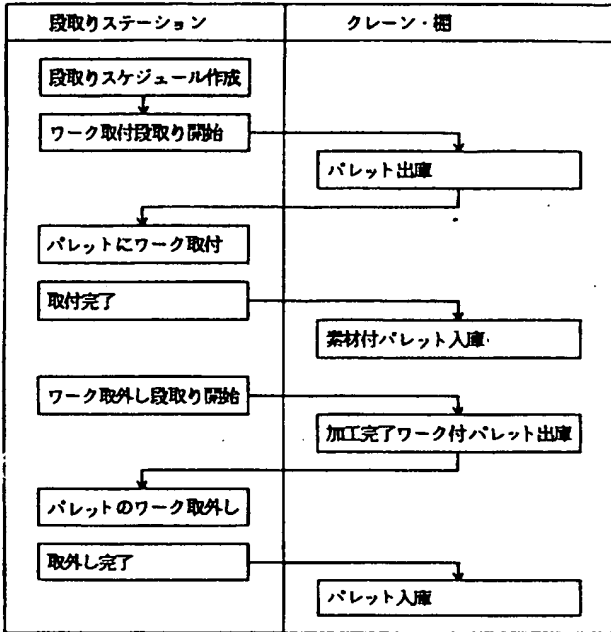 段取りステーション
クレーン・棚
段取りスケジュール作成
ワーク取付段取り開始
パレット出庫
パレットにワーク取付
取付完了
素材付パレット入庫
ワーク取外し段取り開始
加工完了ワーク付パレット出庫
パレットのワーク取外し
取外し完了
パレット入庫